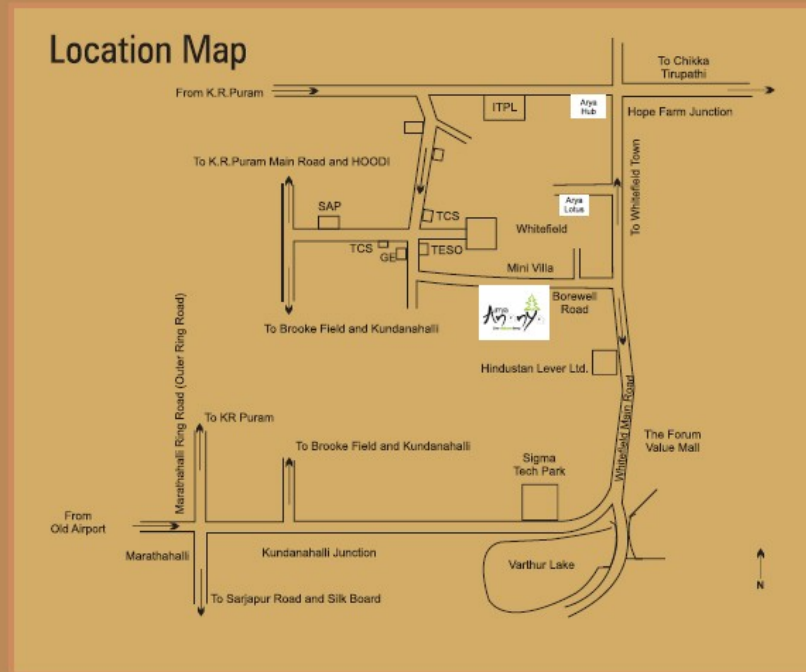 Location Map
To Chikka
Tirupathi
From K.R.Puram
ITPL
Arya
Hub
Hope Farm Junction
To K.R.Puram Main Road and HOODI
To Whitefield Town
SAP
Arya
Lotus
TCS
Whitefield
TCS
GE
TESO
Mini Villa
Borewell
Road
To Brooke Field and Kundanahalli
Hindustan Lever Ltd.
Marathahalli Ring Road (Outer Ring Road)
Whitefield Main Road
To KR Puram
To Brooke Field and Kundanahalli
The Forum
Value Mall
Sigma
Tech Park
From
Old Airport
Marathahalli
Kundanahalli Junction
Varthur Lake
N
To Sarjapur Road and Silk Board